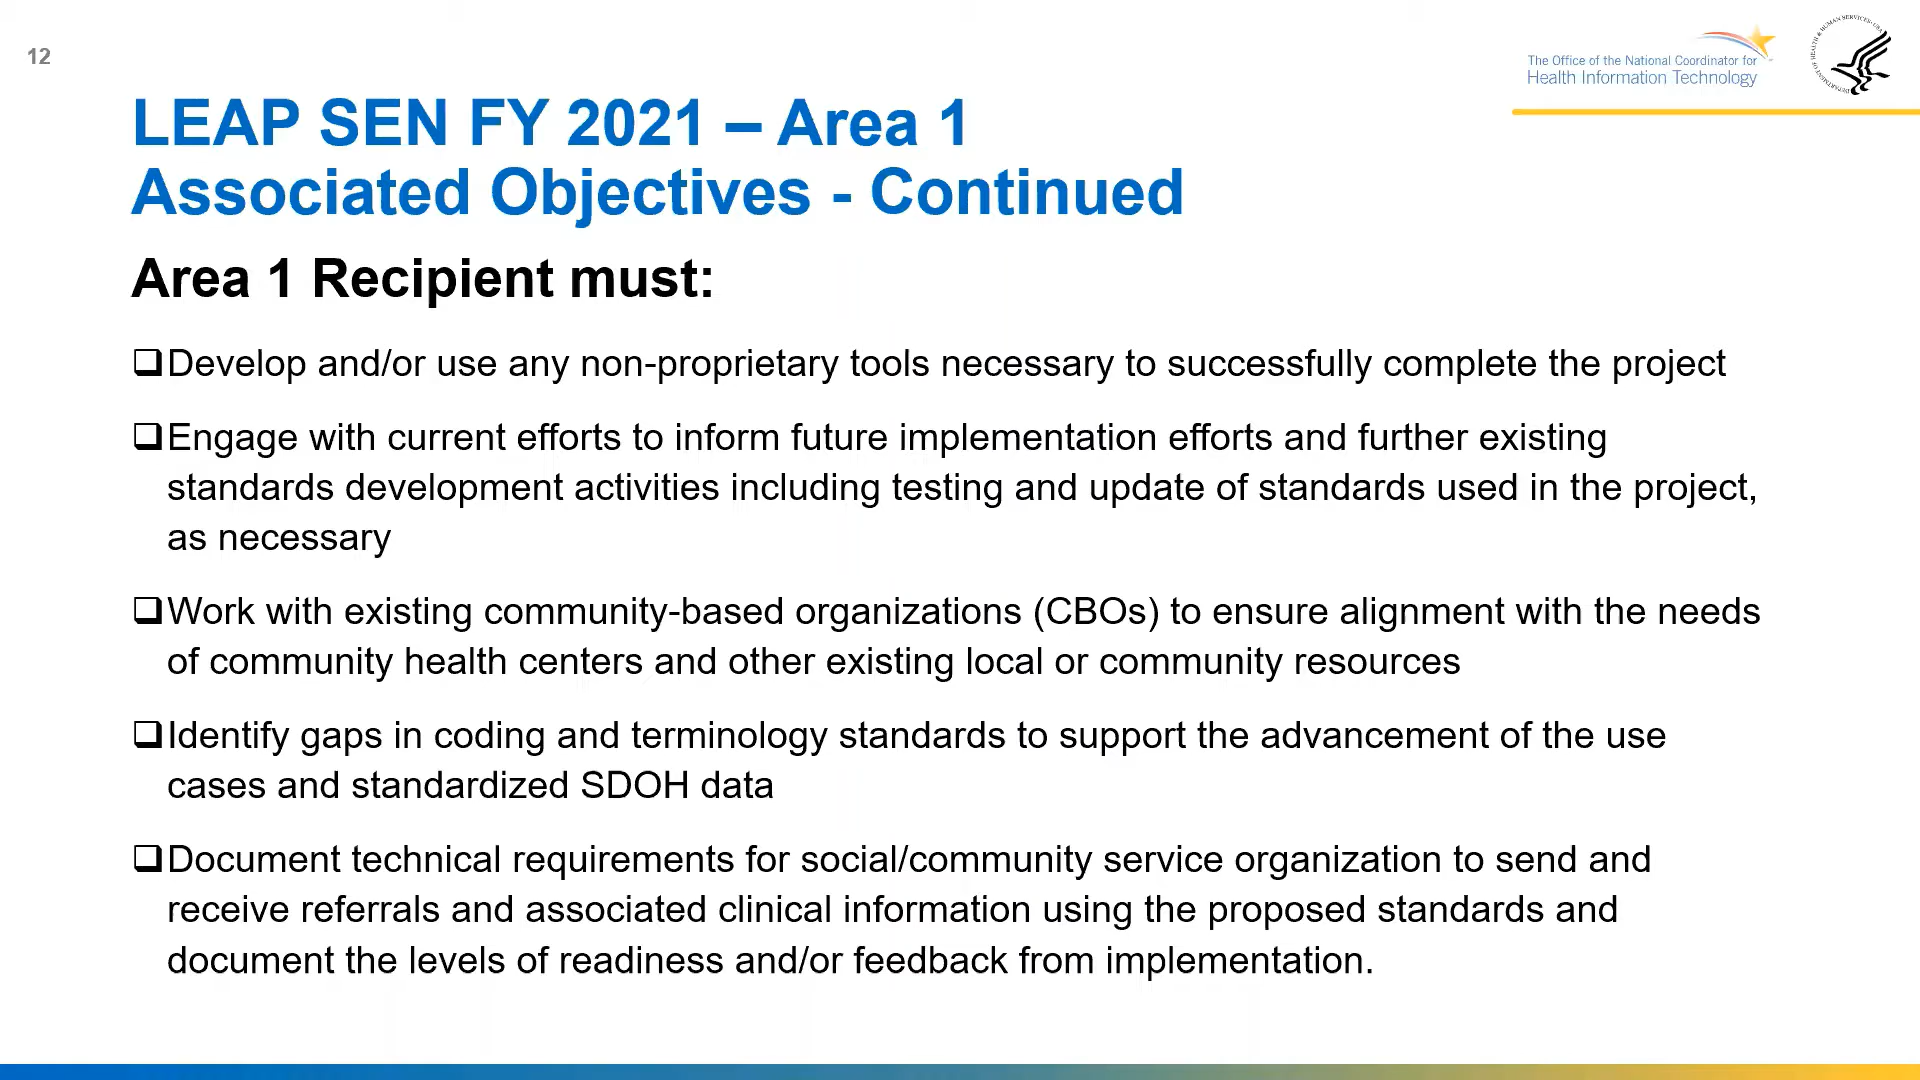 12
The Office of the National Coordinator for
Health Information Technology
DEPARTMENT OF HEALTH & HUMAN SERVICES · USA
LEAP SEN FY 2021 – Area 1
Associated Objectives - Continued
Area 1 Recipient must:
❑Develop and/or use any non-proprietary tools necessary to successfully complete the project
❑Engage with current efforts to inform future implementation efforts and further existing
standards development activities including testing and update of standards used in the project,
as necessary
❑Work with existing community-based organizations (CBOs) to ensure alignment with the needs
of community health centers and other existing local or community resources
❑Identify gaps in coding and terminology standards to support the advancement of the use
cases and standardized SDOH data
❑Document technical requirements for social/community service organization to send and
receive referrals and associated clinical information using the proposed standards and
document the levels of readiness and/or feedback from implementation.